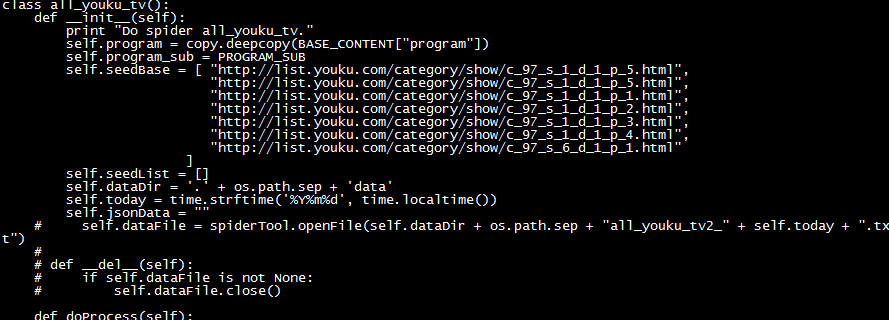 class all_youku_tv():
    def __init__(self):
        print "Do spider all_youku_tv."
        self.program = copy.deepcopy(BASE_CONTENT["program"])
        self.program_sub = PROGRAM_SUB
        self.seedBase = [ "http://list.youku.com/category/show/c_97_s_1_d_1_p_5.html",
                          "http://list.youku.com/category/show/c_97_s_1_d_1_p_5.html",
                          "http://list.youku.com/category/show/c_97_s_1_d_1_p_1.html",
                          "http://list.youku.com/category/show/c_97_s_1_d_1_p_2.html",
                          "http://list.youku.com/category/show/c_97_s_1_d_1_p_3.html",
                          "http://list.youku.com/category/show/c_97_s_1_d_1_p_4.html",
                          "http://list.youku.com/category/show/c_97_s_6_d_1_p_1.html"
                       ]
        self.seedList = []
        self.dataDir = '.' + os.path.sep + 'data'
        self.today = time.strftime('%Y%m%d', time.localtime())
        self.jsonData = ""
    #     self.dataFile = spiderTool.openFile(self.dataDir + os.path.sep + "all_youku_tv2_" + self.today + ".tx
t")
    #
    # def __del__(self):
    #     if self.dataFile is not None:
    #         self.dataFile.close()
    def doProcess(self):